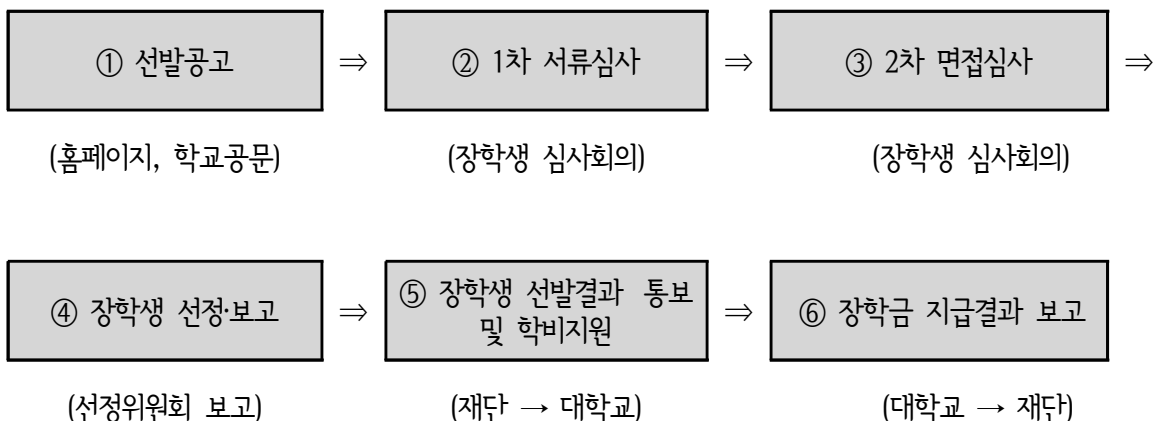 ① 선발공고 ⇒ ② 1차 서류심사 ⇒ ③ 2차 면접심사 ⇒
(홈페이지, 학교공문) (장학생 심사회의) (장학생 심사회의)
④ 장학생 선정·보고 ⇒ ⑤ 장학생 선발결과 통보 및 학비지원 ⇒ ⑥ 장학금 지급결과 보고
(선정위원회 보고) (재단 → 대학교) (대학교 → 재단)